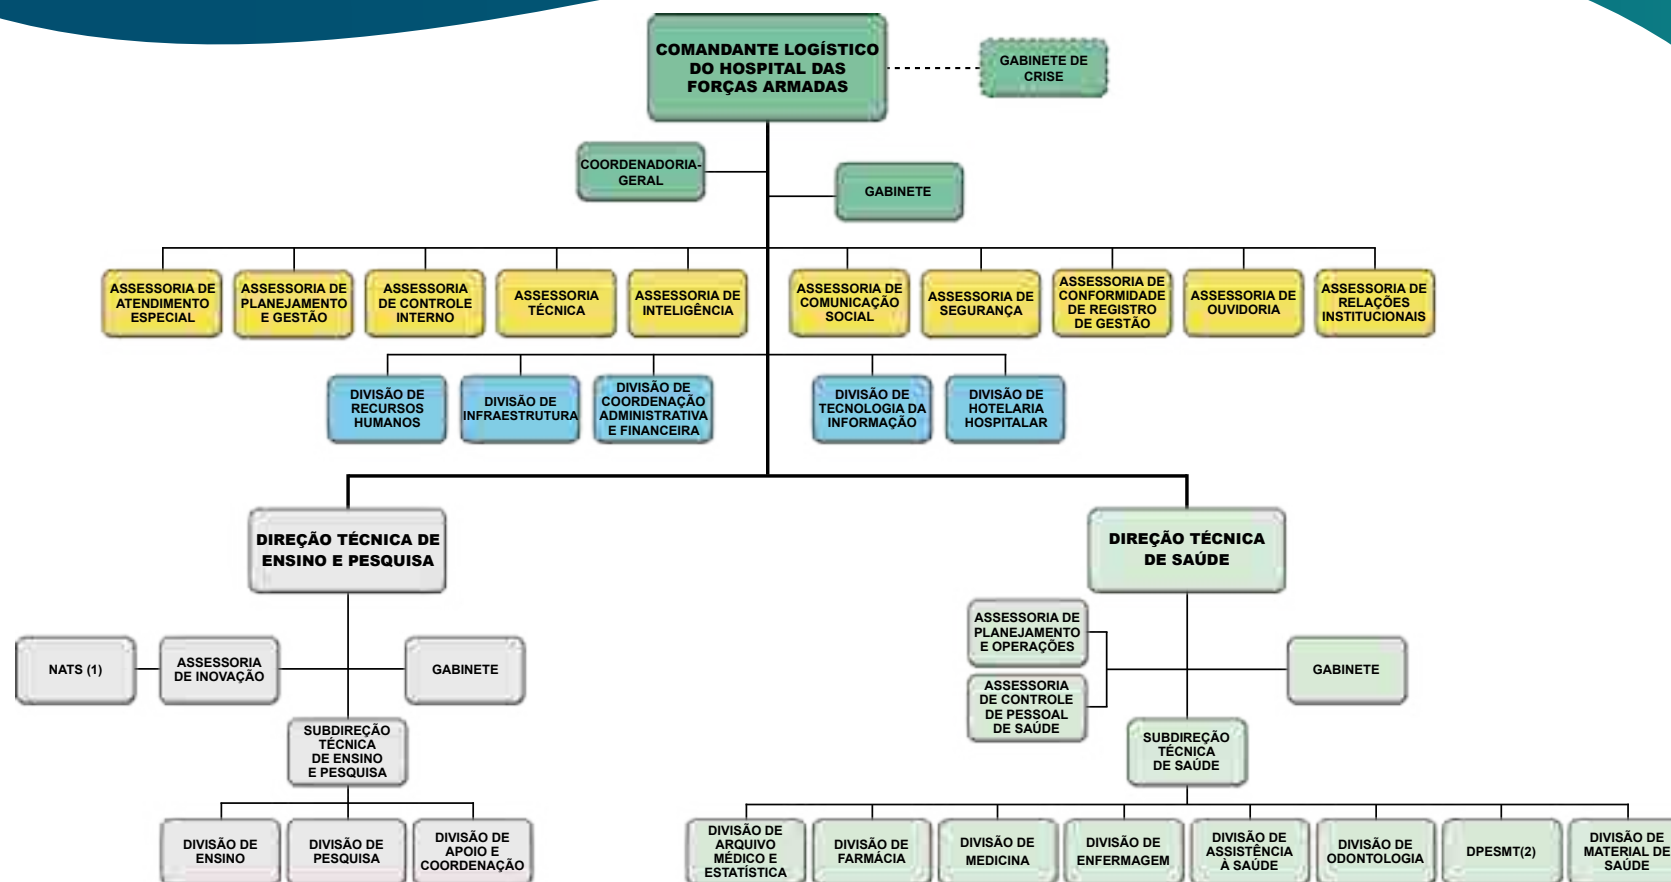 COMANDANTE LOGÍSTICO
DO HOSPITAL DAS
FORÇAS ARMADAS
GABINETE DE
CRISE
COORDENADORIA-
GERAL
GABINETE
ASSESSORIA DE
ATENDIMENTO
ESPECIAL
ASSESSORIA DE
PLANEJAMENTO
E GESTÃO
ASSESSORIA
DE CONTROLE
INTERNO
ASSESSORIA
TÉCNICA
ASSESSORIA DE
INTELIGÊNCIA
ASSESSORIA DE
COMUNICAÇÃO
SOCIAL
ASSESSORIA DE
SEGURANÇA
ASSESSORIA DE
CONFORMIDADE
DE REGISTRO
DE GESTÃO
ASSESSORIA DE
OUVIDORIA
ASSESSORIA DE
RELAÇÕES
INSTITUCIONAIS
DIVISÃO DE
RECURSOS
HUMANOS
DIVISÃO DE
INFRAESTRUTURA
DIVISÃO DE
COORDENAÇÃO
ADMINISTRATIVA
E FINANCEIRA
DIVISÃO DE
TECNOLOGIA DA
INFORMAÇÃO
DIVISÃO DE
HOTELARIA
HOSPITALAR
DIREÇÃO TÉCNICA DE
ENSINO E PESQUISA
DIREÇÃO TÉCNICA
DE SAÚDE
NATS (1)
ASSESSORIA
DE INOVAÇÃO
GABINETE
ASSESSORIA DE
PLANEJAMENTO
E OPERAÇÕES
ASSESSORIA
DE CONTROLE
DE PESSOAL
DE SAÚDE
GABINETE
SUBDIREÇÃO
TÉCNICA
DE ENSINO
E PESQUISA
SUBDIREÇÃO
TÉCNICA
DE SAÚDE
DIVISÃO DE
ENSINO
DIVISÃO DE
PESQUISA
DIVISÃO DE
APOIO E
COORDENAÇÃO
DIVISÃO DE
ARQUIVO
MÉDICO E
ESTATÍSTICA
DIVISÃO DE
FARMÁCIA
DIVISÃO DE
MEDICINA
DIVISÃO DE
ENFERMAGEM
DIVISÃO DE
ASSISTÊNCIA
À SAÚDE
DIVISÃO DE
ODONTOLOGIA
DPESMT(2)
DIVISÃO DE
MATERIAL DE
SAÚDE